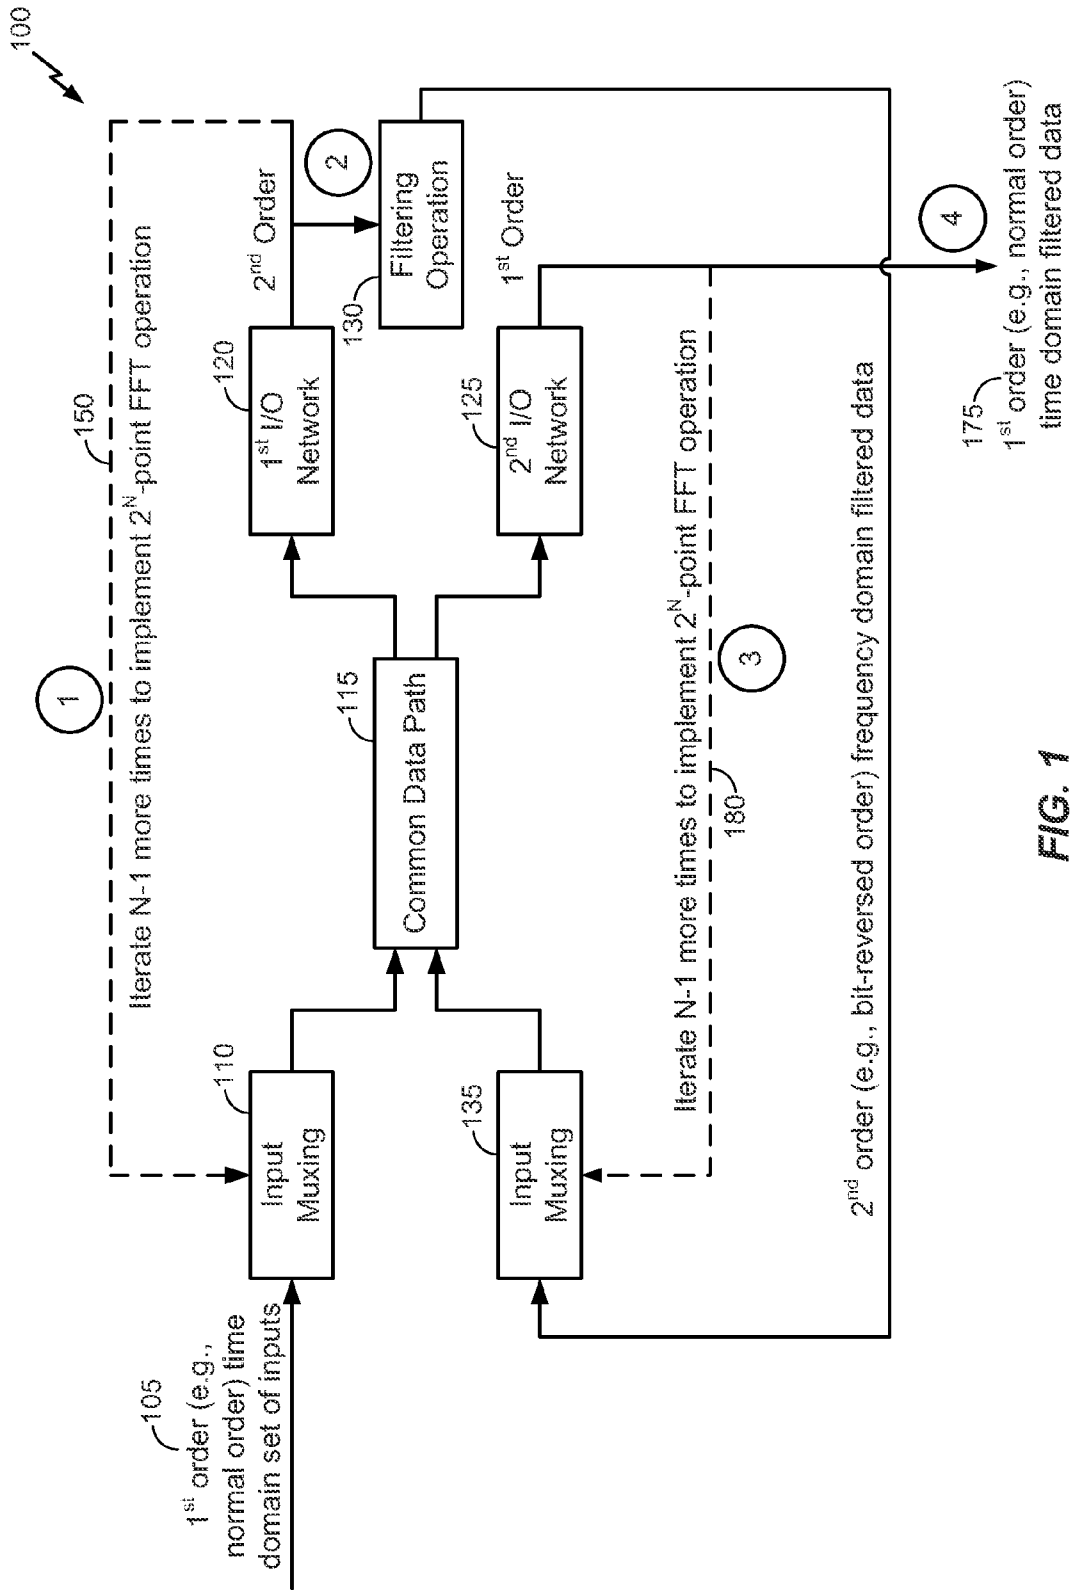 100
150
1
Iterate N-1 more times to implement 2^N-point FFT operation
105
1st order (e.g.,
normal order) time
domain set of inputs
110
Input
Muxing
115
Common Data Path
120
1st I/O
Network
2nd Order
2
130
Filtering
Operation
135
Input
Muxing
125
2nd I/O
Network
1st Order
Iterate N-1 more times to implement 2^N-point FFT operation
180
3
4
2nd order (e.g., bit-reversed order) frequency domain filtered data
175
1st order (e.g., normal order)
time domain filtered data
FIG. 1